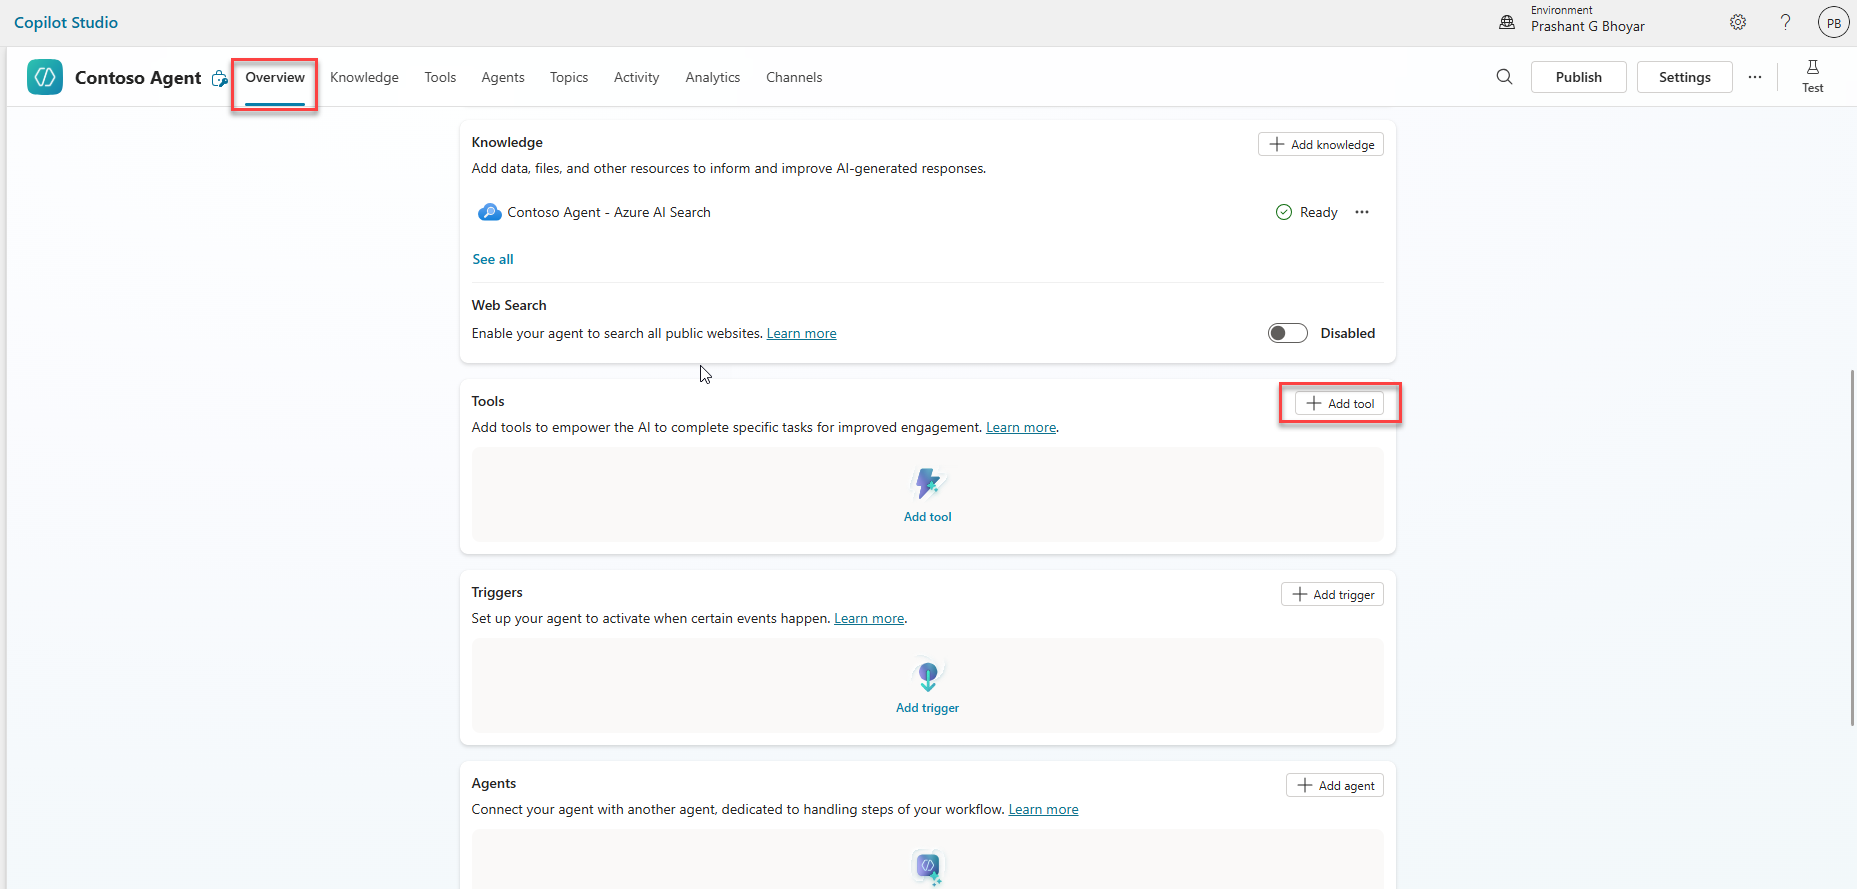 Copilot Studio
Environment
Prashant G Bhoyar
?
PB
Contoso Agent
Overview
Knowledge
Tools
Agents
Topics
Activity
Analytics
Channels
Publish
Settings
...
Test
Knowledge
+ Add knowledge
Add data, files, and other resources to inform and improve AI-generated responses.
Contoso Agent - Azure AI Search
Ready
...
See all
Web Search
Enable your agent to search all public websites. Learn more
Disabled
Tools
+ Add tool
Add tools to empower the AI to complete specific tasks for improved engagement. Learn more.
Add tool
Triggers
+ Add trigger
Set up your agent to activate when certain events happen. Learn more.
Add trigger
Agents
+ Add agent
Connect your agent with another agent, dedicated to handling steps of your workflow. Learn more